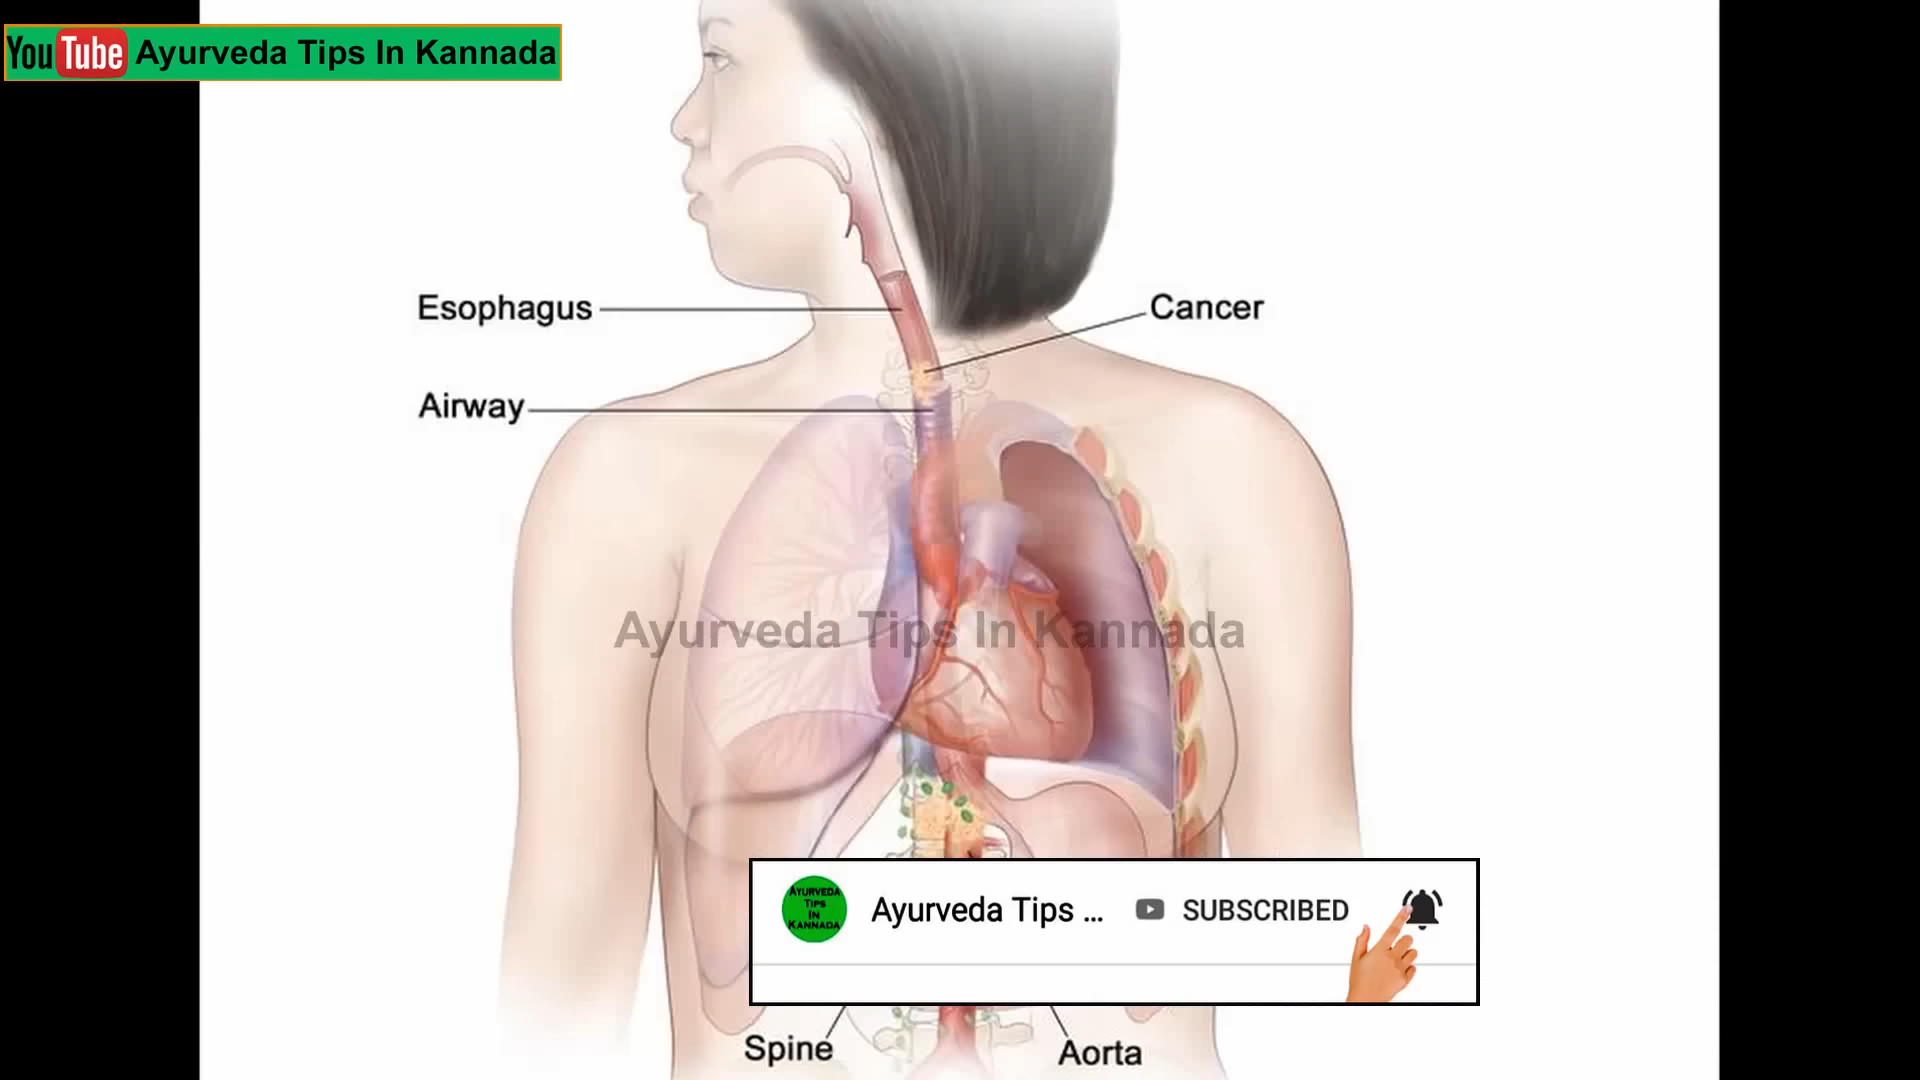 YouTube Ayurveda Tips In Kannada
Esophagus
Cancer
Airway
Ayurveda Tips In Kannada
AYURVEDA
TIPS
IN
KANNADA
Ayurveda Tips ...
SUBSCRIBED
Spine
Aorta